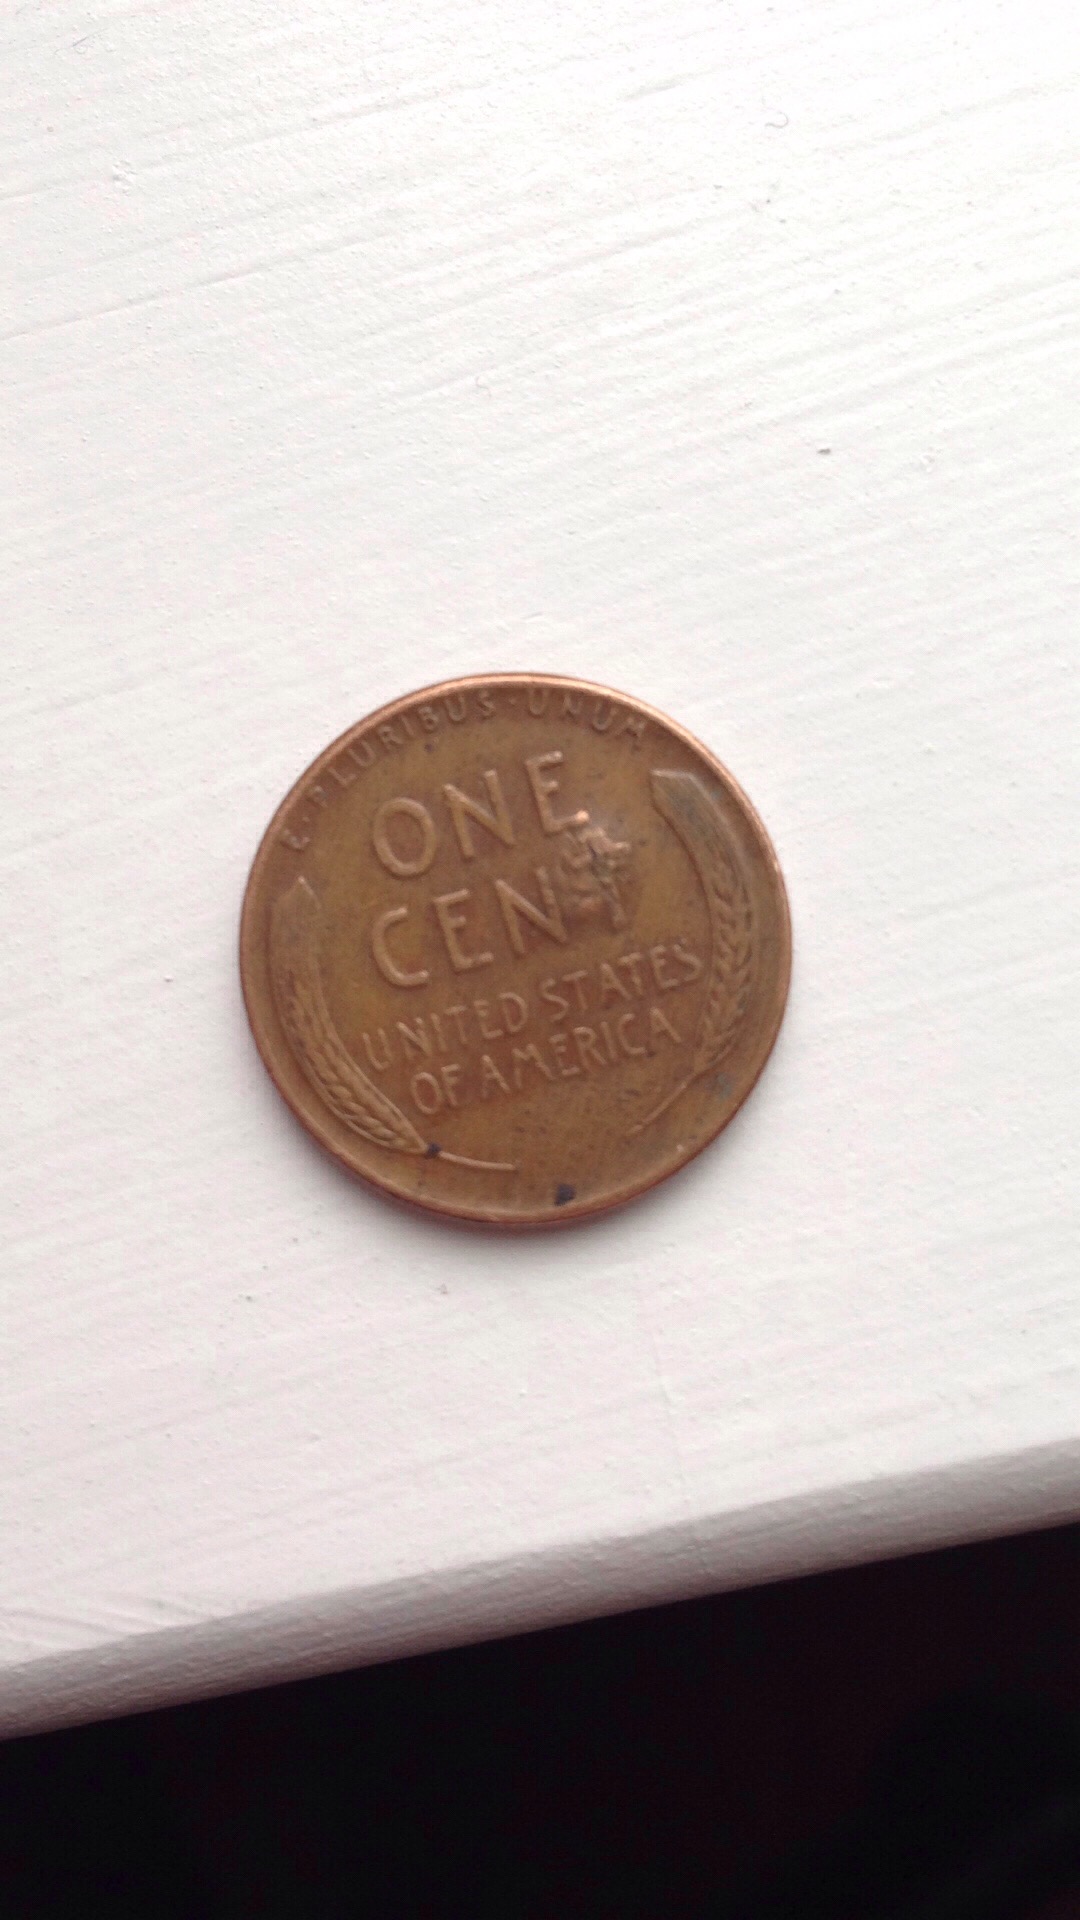 E·PLURIBUS·UNUM
ONE
CENT
UNITED STATES
OF AMERICA